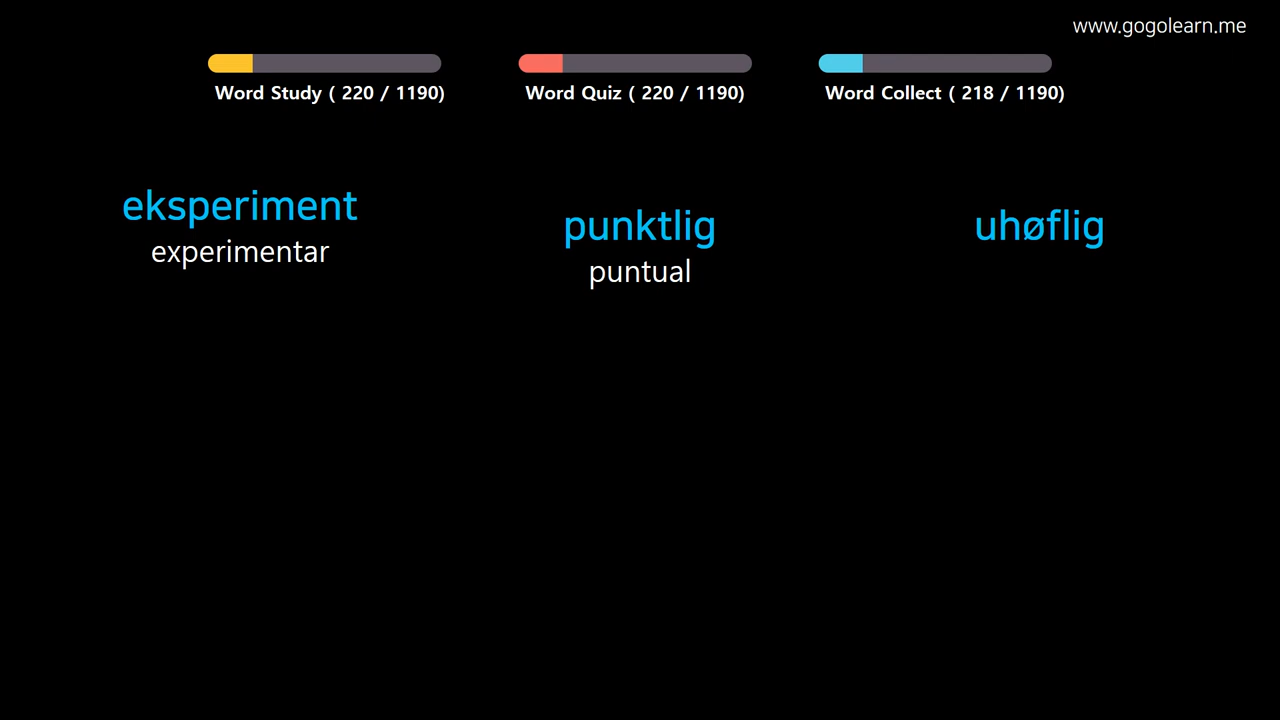 www.gogolearn.me
Word Study ( 220 / 1190)
Word Quiz ( 220 / 1190)
Word Collect ( 218 / 1190)
eksperiment
experimentar
punktlig
puntual
uhøflig